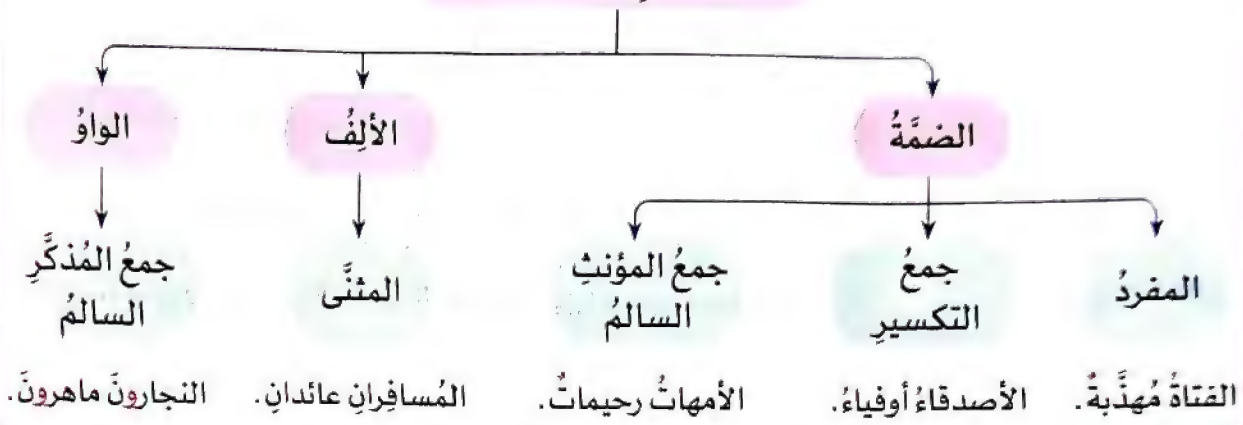 الضمَّةُ الألِفُ الواوُ
المفردُ جمعُ التكسيرِ جمعُ المؤنثِ السالمُ المثنَّى جمعُ المُذكَّرِ السالمُ
الفتاةُ مُهذَّبةٌ. الأصدقاءُ أوفياءُ. الأمهاتُ رحيماتٌ. المُسافِرانِ عائدانِ. النجارونَ ماهرونَ.